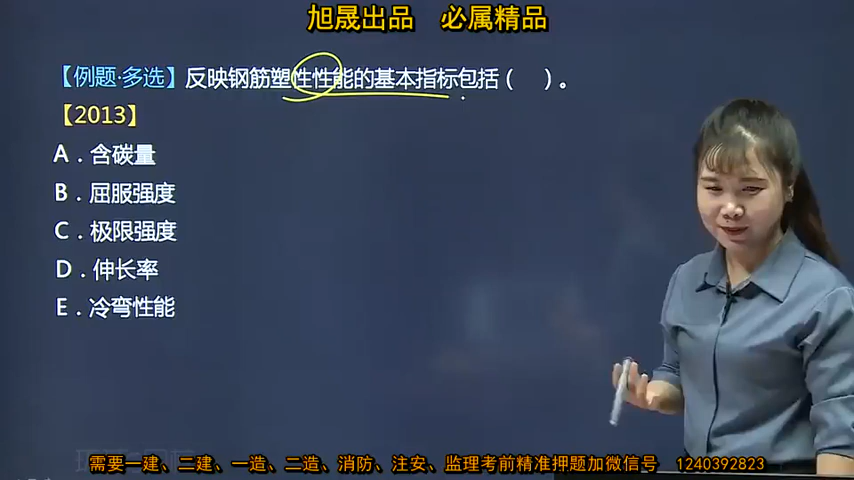 旭晟出品 必属精品
【例题·多选】反映钢筋塑性性能的基本指标包括（ ）。
【2013】
A．含碳量
B．屈服强度
C．极限强度
D．伸长率
E．冷弯性能
需要一建、二建、一造、二造、消防、注安、监理考前精准押题加微信号 1240392823